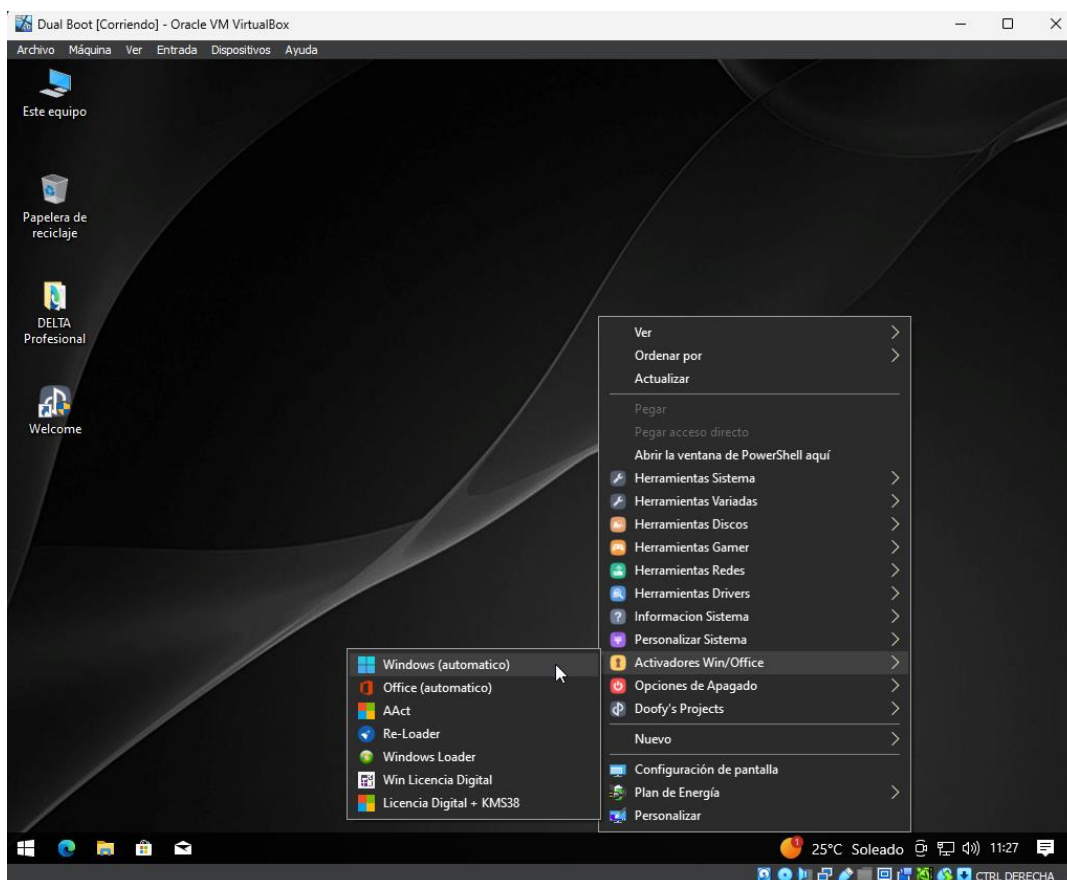 Dual Boot [Corriendo] - Oracle VM VirtualBox
Archivo Máquina Ver Entrada Dispositivos Ayuda
Este equipo
Papelera de
reciclaje
DELTA
Profesional
Welcome
Ver
Ordenar por
Actualizar
Pegar
Pegar acceso directo
Abrir la ventana de PowerShell aquí
Herramientas Sistema
Herramientas Variadas
Herramientas Discos
Herramientas Gamer
Herramientas Redes
Herramientas Drivers
Informacion Sistema
Personalizar Sistema
Activadores Win/Office
Opciones de Apagado
Doofy's Projects
Nuevo
Configuración de pantalla
Plan de Energía
Personalizar
Windows (automatico)
Office (automatico)
AAct
Re-Loader
Windows Loader
Win Licencia Digital
Licencia Digital + KMS38
1
25°C Soleado 11:27
CTRL DERECHA